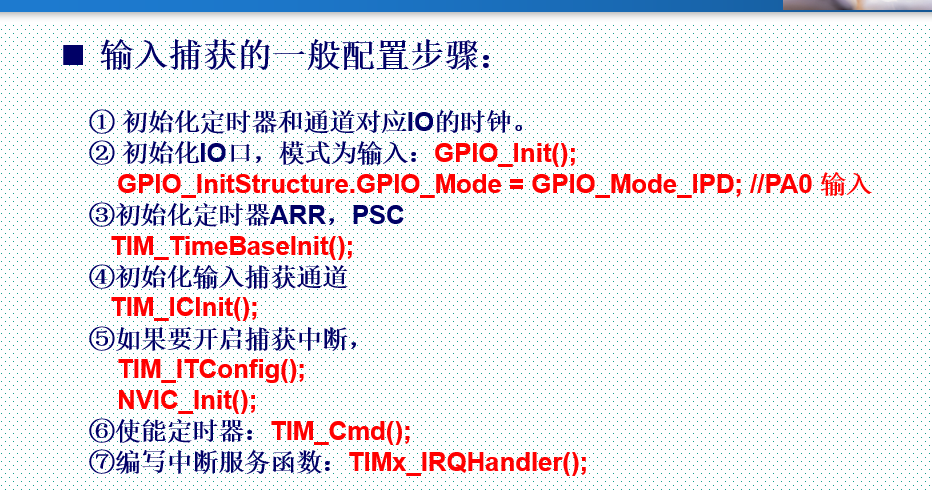 ■ 输入捕获的一般配置步骤：
① 初始化定时器和通道对应IO的时钟。
② 初始化IO口，模式为输入：GPIO_Init();
GPIO_InitStructure.GPIO_Mode = GPIO_Mode_IPD; //PA0 输入
③初始化定时器ARR，PSC
TIM_TimeBaseInit();
④初始化输入捕获通道
TIM_ICInit();
⑤如果要开启捕获中断，
TIM_ITConfig();
NVIC_Init();
⑥使能定时器：TIM_Cmd();
⑦编写中断服务函数：TIMx_IRQHandler();